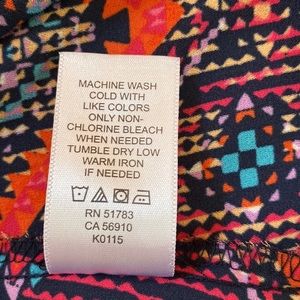 MACHINE WASH
COLD WITH
LIKE COLORS
ONLY NON-
CHLORINE BLEACH
WHEN NEEDED
TUMBLE DRY LOW
WARM IRON
IF NEEDED
RN 51783
CA 56910
K0115